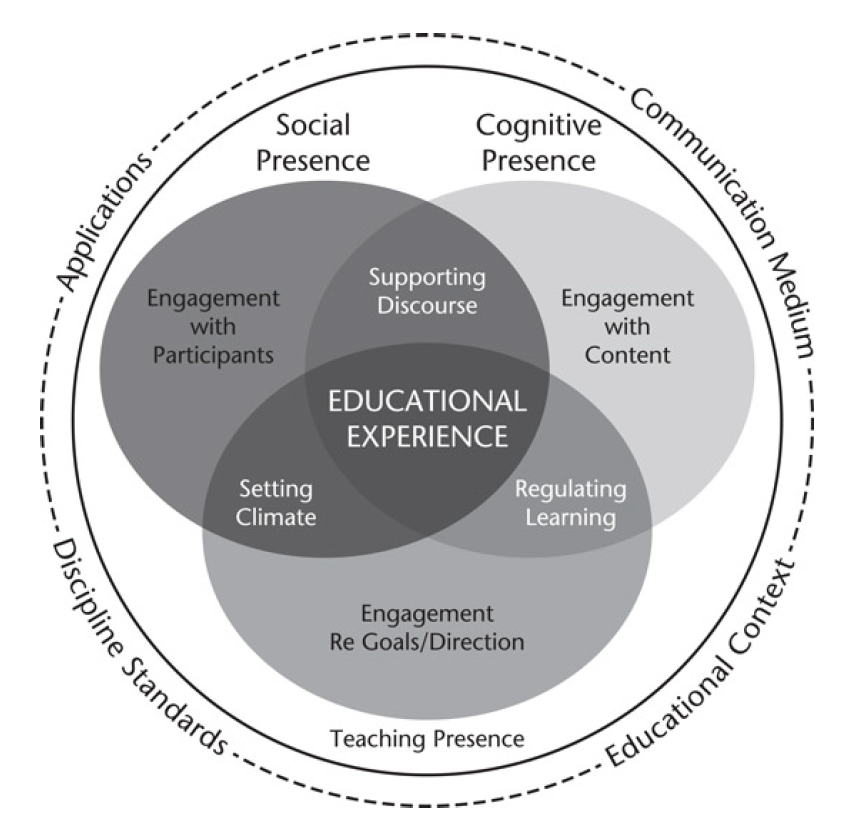 Applications
Communication Medium
Social
Presence
Cognitive
Presence
Supporting
Discourse
Engagement
with
Participants
Engagement
with
Content
EDUCATIONAL
EXPERIENCE
Setting
Climate
Regulating
Learning
Engagement
Re Goals/Direction
Teaching Presence
Discipline Standards
Educational Context